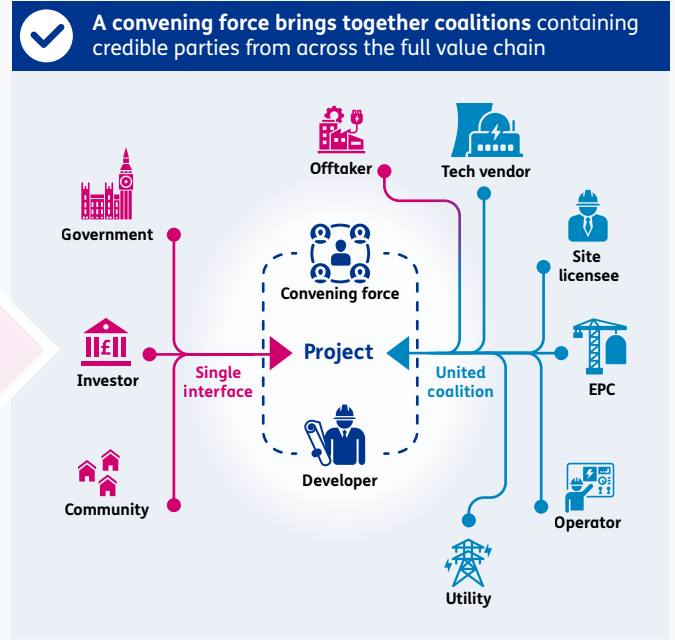 A convening force brings together coalitions containing
credible parties from across the full value chain
Offtaker
Tech vendor
Government
Site
licensee
Convening force
Investor
Single
interface
Project
United
coalition
EPC
Community
Developer
Operator
Utility
£